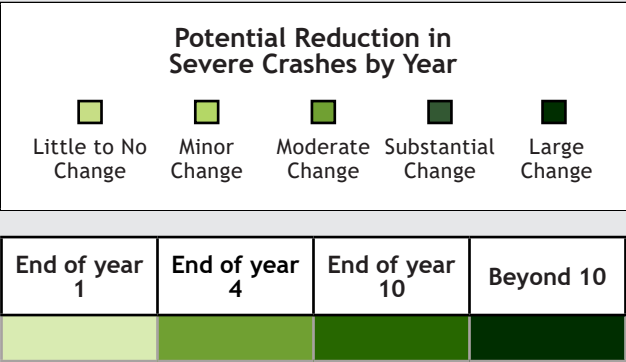 Potential Reduction in
Severe Crashes by Year
Little to No
Change
Minor
Change
Moderate
Change
Substantial
Change
Large
Change
End of year
1
End of year
4
End of year
10
Beyond 10